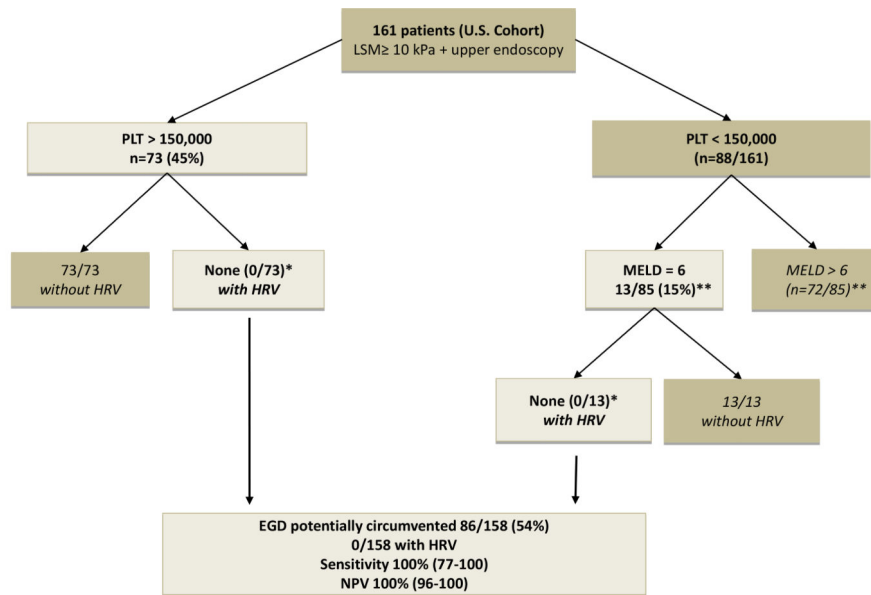 161 patients (U.S. Cohort)
LSM≥ 10 kPa + upper endoscopy
PLT > 150,000
n=73 (45%)
PLT < 150,000
(n=88/161)
73/73
without HRV
None (0/73)*
with HRV
MELD = 6
13/85 (15%)**
MELD > 6
(n=72/85)**
None (0/13)*
with HRV
13/13
without HRV
EGD potentially circumvented 86/158 (54%)
0/158 with HRV
Sensitivity 100% (77-100)
NPV 100% (96-100)